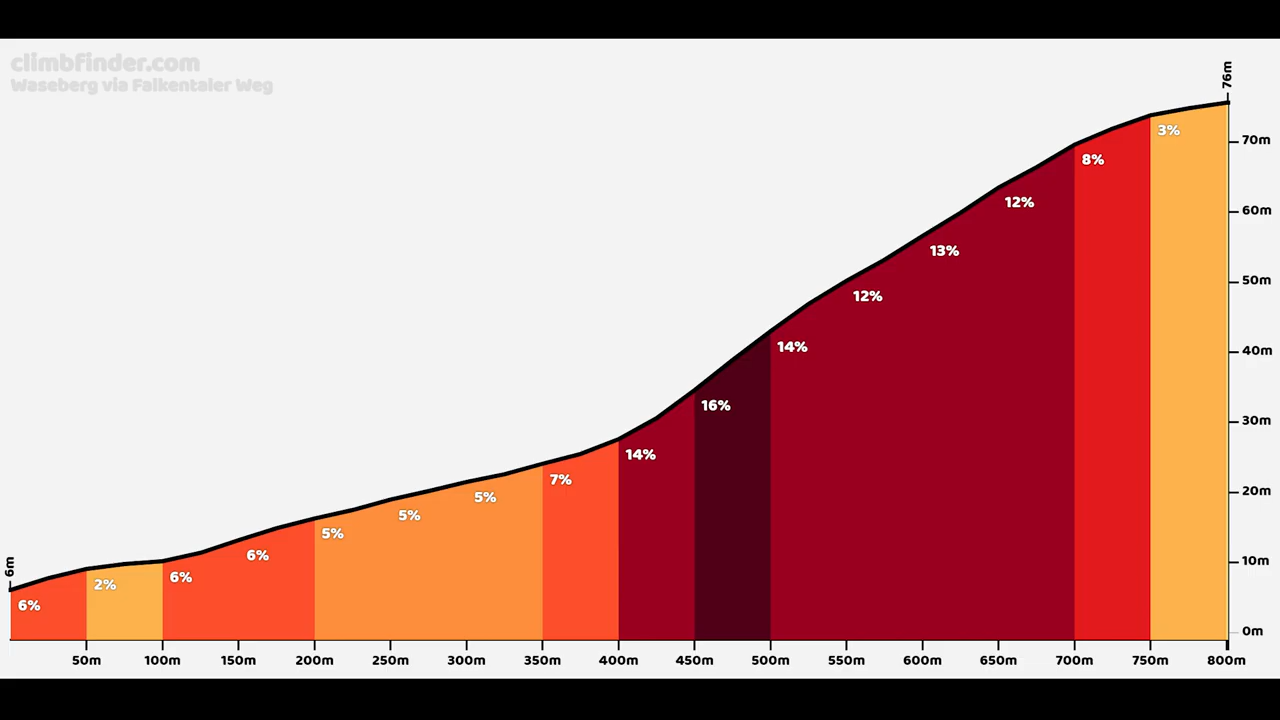 climbfinder.com
Waseberg via Falkentaler Weg
76m
70m
3%
8%
60m
12%
13%
50m
12%
14%
40m
16%
30m
14%
7%
20m
5%
5%
5%
10m
6m
6%
6%
2%
6%
0m
50m 100m 150m 200m 250m 300m 350m 400m 450m 500m 550m 600m 650m 700m 750m 800m